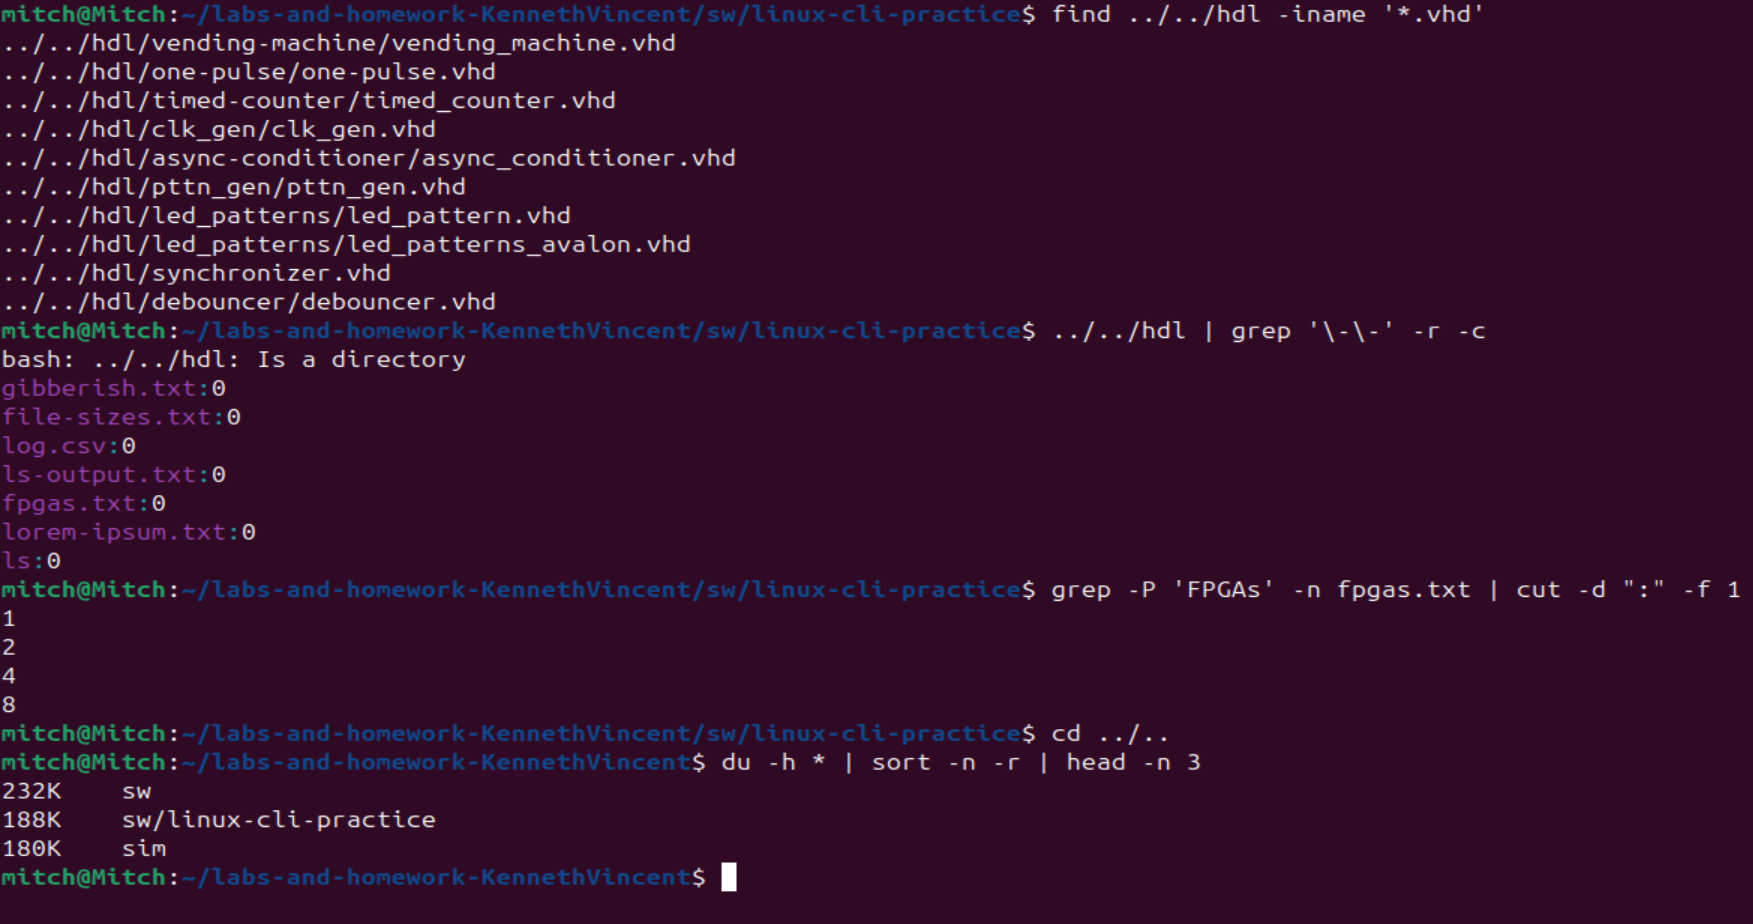 mitch@Mitch:~/labs-and-homework-KennethVincent/sw/linux-cli-practice$ find ../../hdl -iname '*.vhd'
../../hdl/vending-machine/vending_machine.vhd
../../hdl/one-pulse/one-pulse.vhd
../../hdl/timed-counter/timed_counter.vhd
../../hdl/clk_gen/clk_gen.vhd
../../hdl/async-conditioner/async_conditioner.vhd
../../hdl/pttn_gen/pttn_gen.vhd
../../hdl/led_patterns/led_pattern.vhd
../../hdl/led_patterns/led_patterns_avalon.vhd
../../hdl/synchronizer.vhd
../../hdl/debouncer/debouncer.vhd
mitch@Mitch:~/labs-and-homework-KennethVincent/sw/linux-cli-practice$ ../../hdl | grep '\-\-' -r -c
bash: ../../hdl: Is a directory
gibberish.txt:0
file-sizes.txt:0
log.csv:0
ls-output.txt:0
fpgas.txt:0
lorem-ipsum.txt:0
ls:0
mitch@Mitch:~/labs-and-homework-KennethVincent/sw/linux-cli-practice$ grep -P 'FPGAs' -n fpgas.txt | cut -d ":" -f 1
1
2
4
8
mitch@Mitch:~/labs-and-homework-KennethVincent/sw/linux-cli-practice$ cd ../..
mitch@Mitch:~/labs-and-homework-KennethVincent$ du -h * | sort -n -r | head -n 3
232K    sw
188K    sw/linux-cli-practice
180K    sim
mitch@Mitch:~/labs-and-homework-KennethVincent$